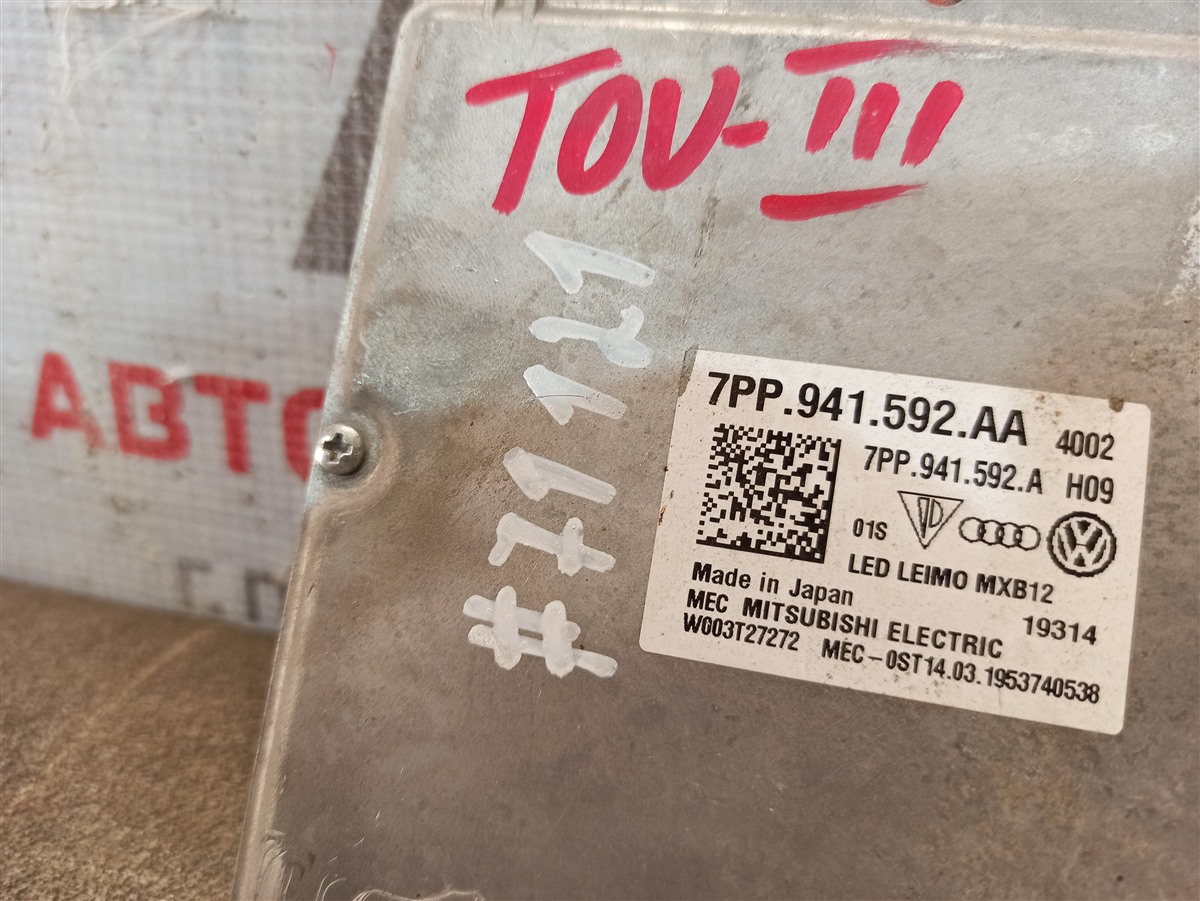 TOV-III
#71121
7PP.941.592.AA 4002
7PP.941.592.A H09
01S
LED LEIMO MXB12
Made in Japan 19314
MEC MITSUBISHI ELECTRIC
W003T27272 MEC-0ST14.03.1953740538
АВТО